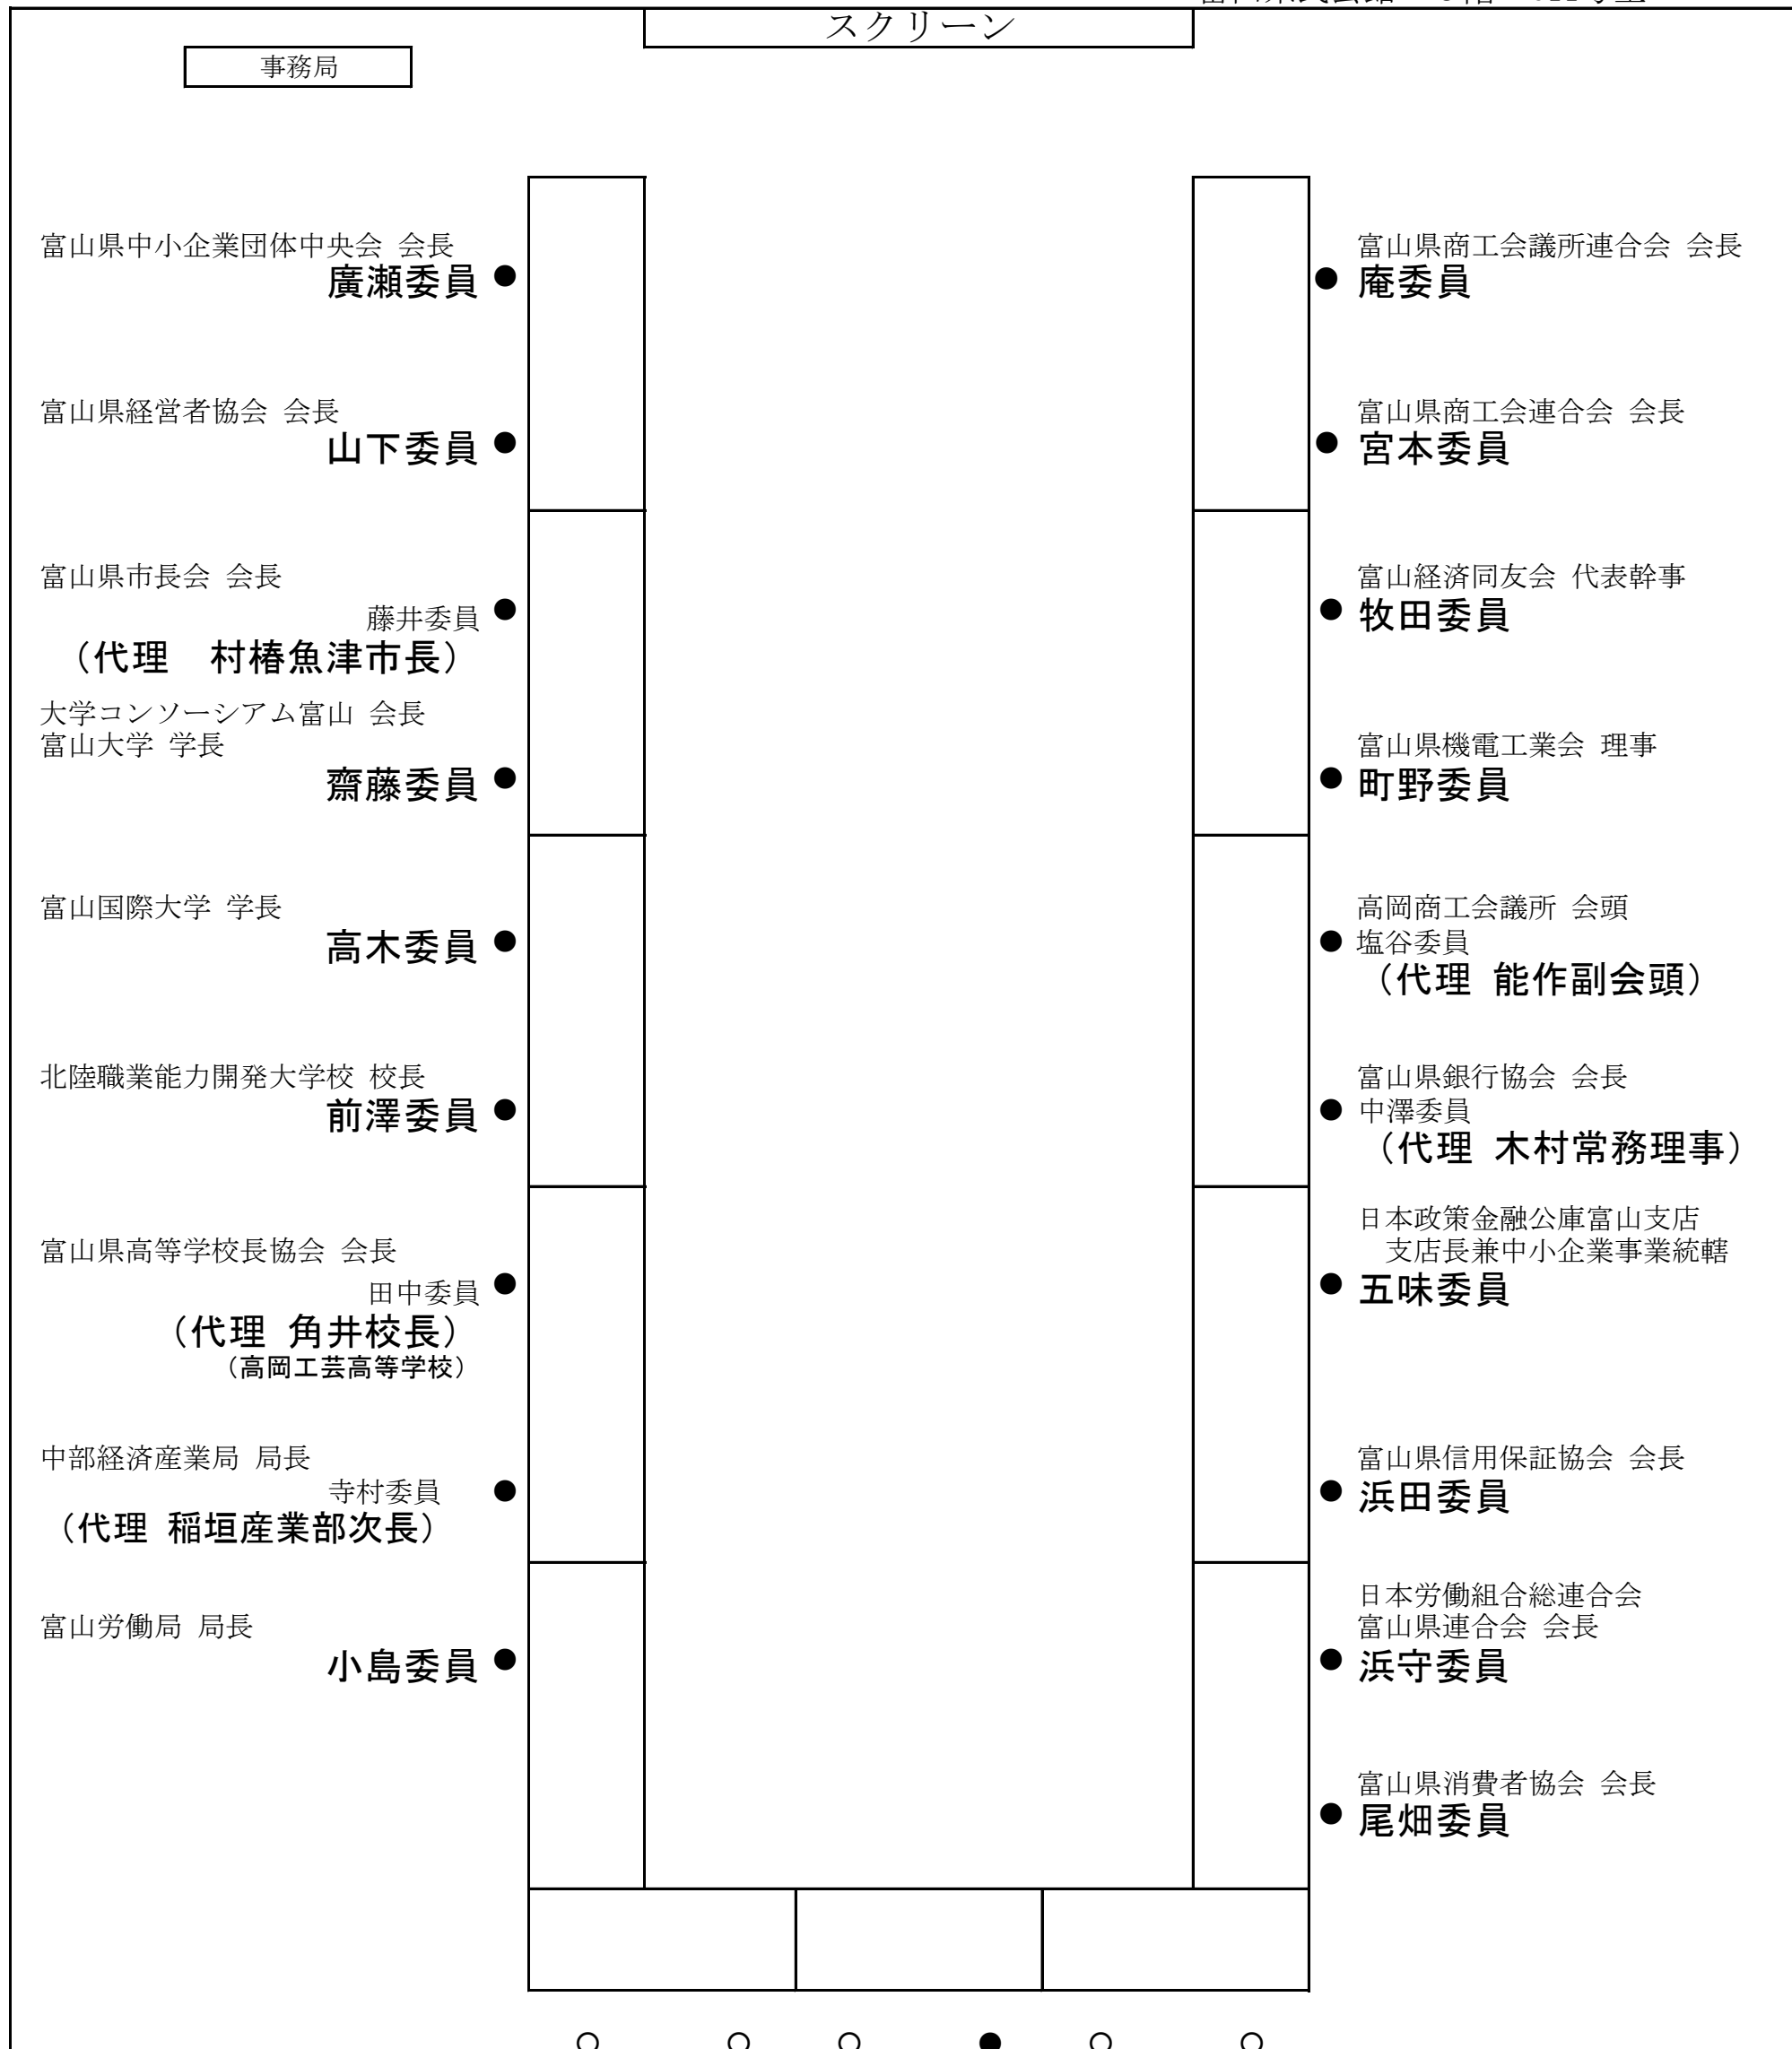 スクリーン
事務局
富山県中小企業団体中央会 会長
廣瀬委員
富山県経営者協会 会長
山下委員
富山県市長会 会長
藤井委員
（代理　村椿魚津市長）
大学コンソーシアム富山 会長
富山大学 学長
齋藤委員
富山国際大学 学長
高木委員
北陸職業能力開発大学校 校長
前澤委員
富山県高等学校長協会 会長
田中委員
（代理 角井校長）
（高岡工芸高等学校）
中部経済産業局 局長
寺村委員
（代理 稲垣産業部次長）
富山労働局 局長
小島委員
富山県商工会議所連合会 会長
庵委員
富山県商工会連合会 会長
宮本委員
富山経済同友会 代表幹事
牧田委員
富山県機電工業会 理事
町野委員
高岡商工会議所 会頭
塩谷委員
（代理 能作副会頭）
富山県銀行協会 会長
中澤委員
（代理 木村常務理事）
日本政策金融公庫富山支店
支店長兼中小企業事業統轄
五味委員
富山県信用保証協会 会長
浜田委員
日本労働組合総連合会
富山県連合会 会長
浜守委員
富山県消費者協会 会長
尾畑委員